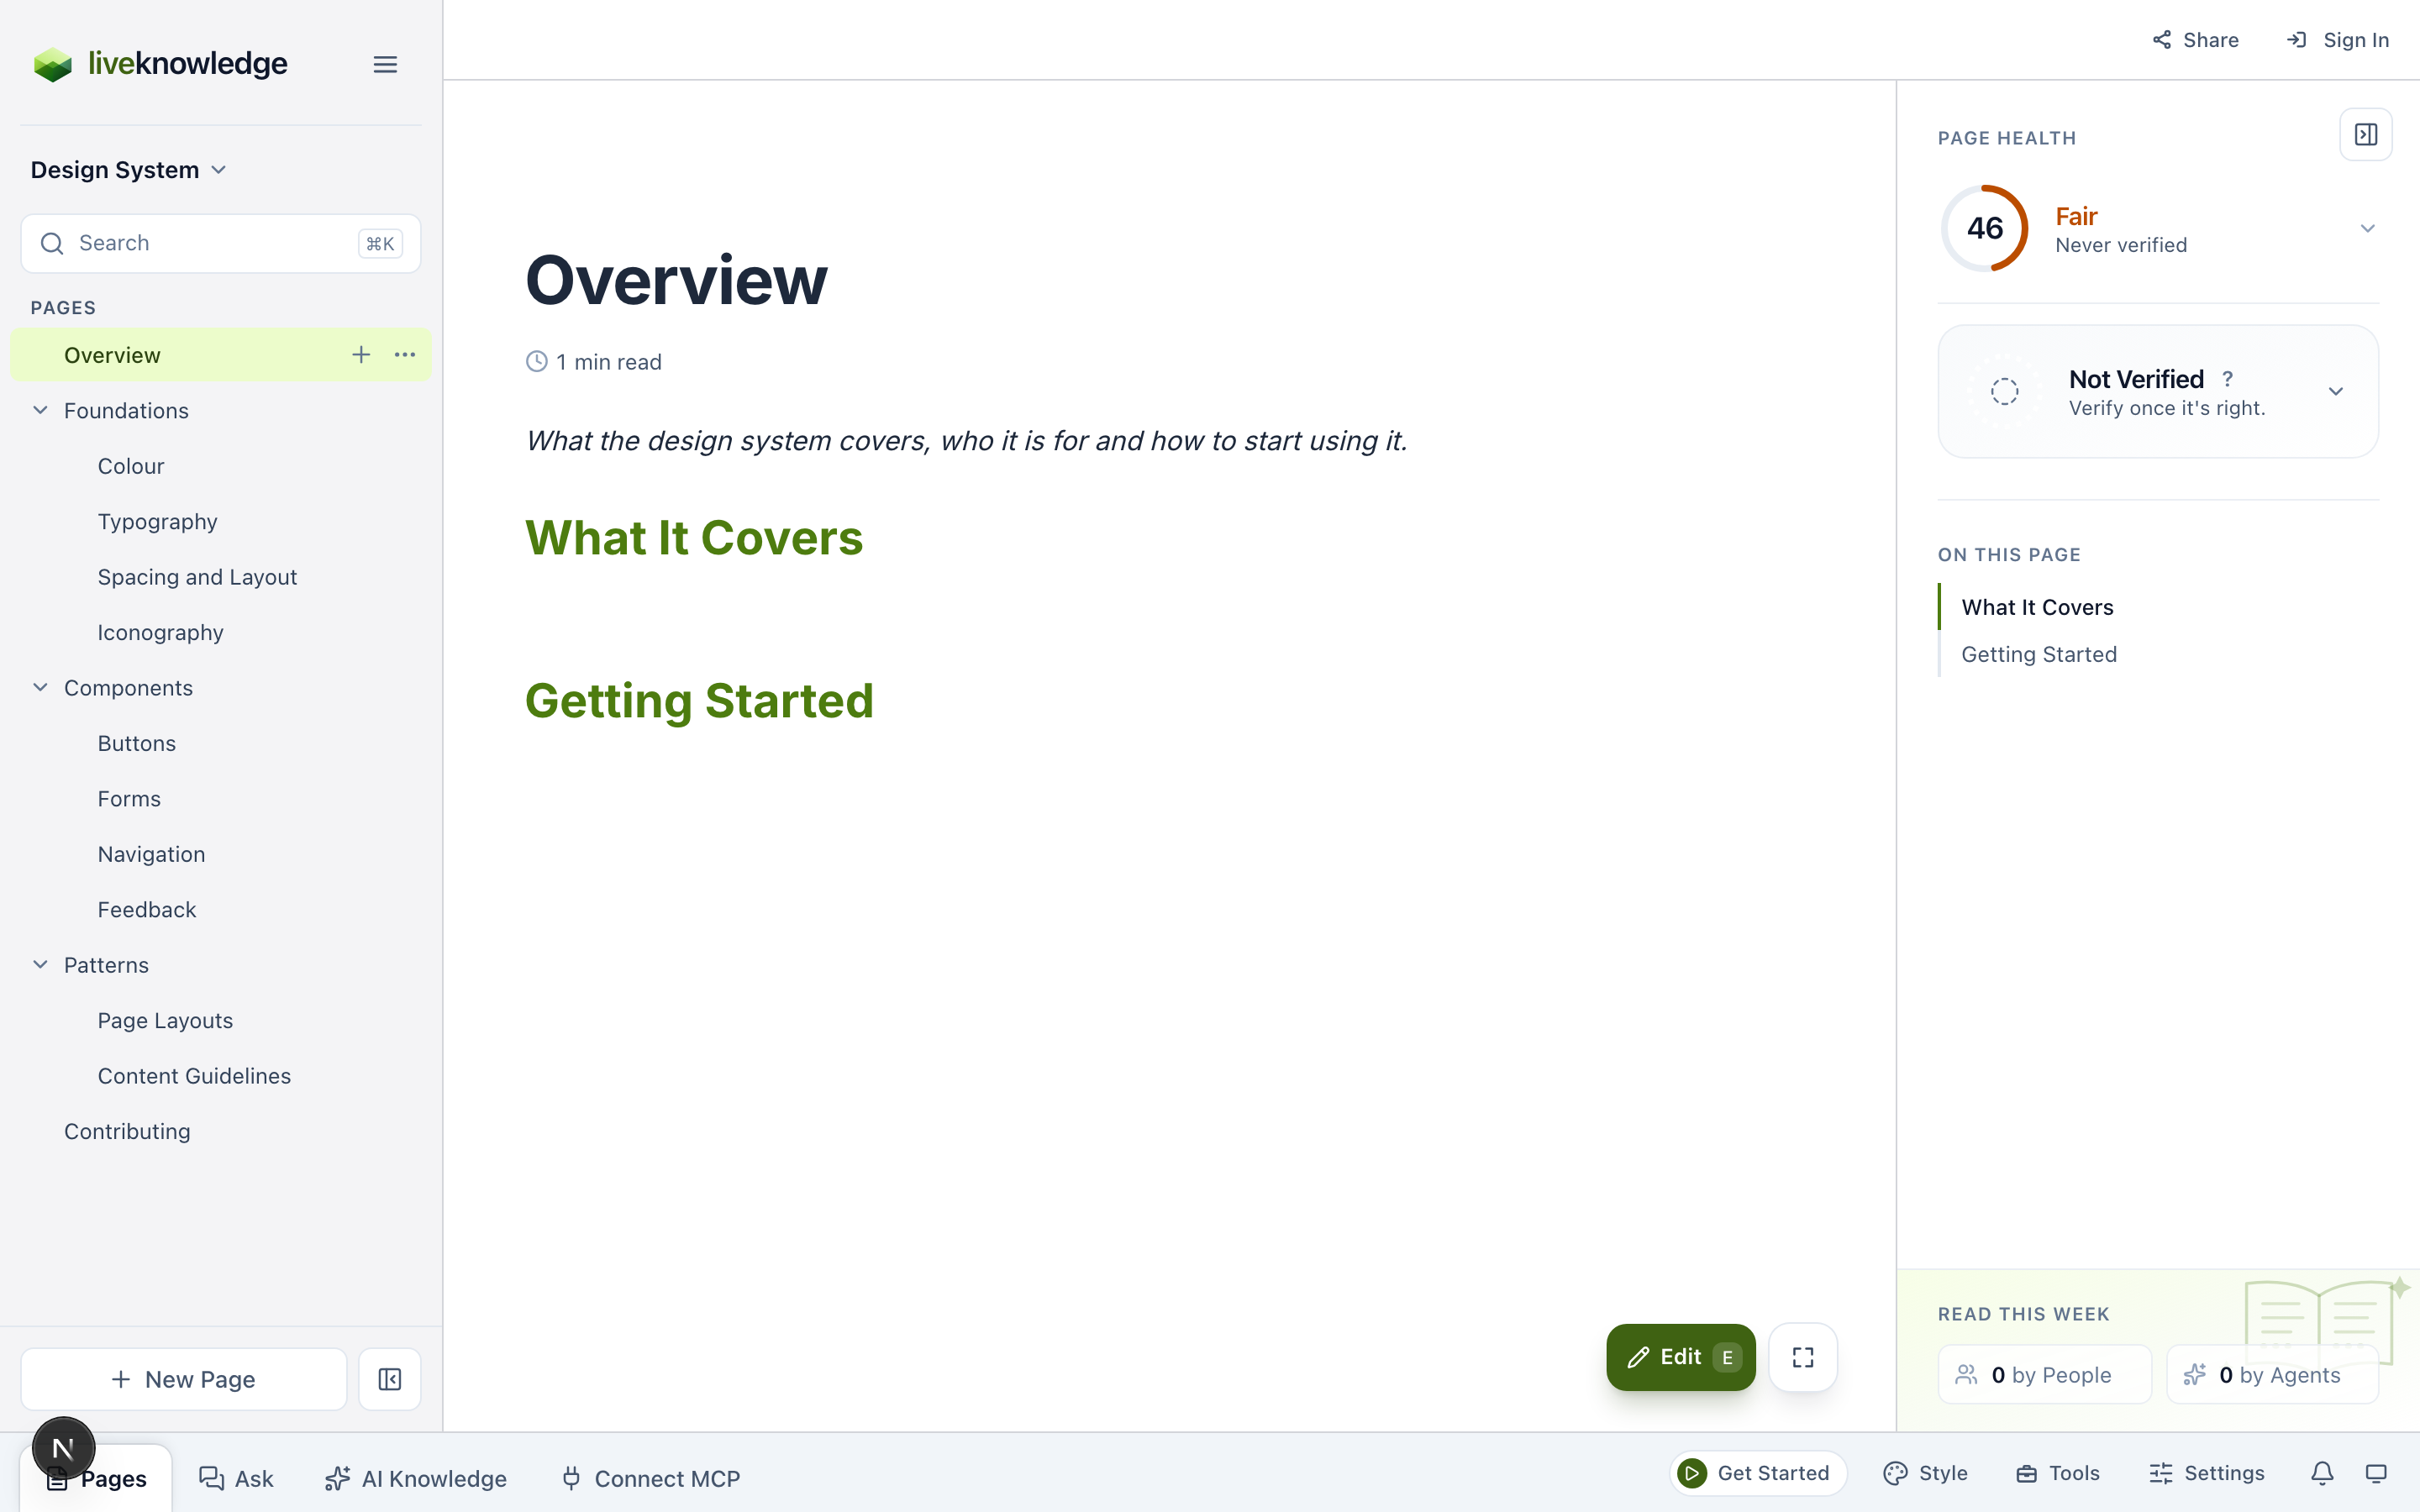 liveknowledge
Share
Sign In
Design System
Search
⌘K
PAGES
Overview
Foundations
Colour
Typography
Spacing and Layout
Iconography
Components
Buttons
Forms
Navigation
Feedback
Patterns
Page Layouts
Content Guidelines
Contributing
New Page
Overview
1 min read
What the design system covers, who it is for and how to start using it.
What It Covers
Getting Started
Edit E
PAGE HEALTH
46
Fair
Never verified
Not Verified ?
Verify once it's right.
ON THIS PAGE
What It Covers
Getting Started
READ THIS WEEK
0 by People
0 by Agents
N
Pages
Ask
AI Knowledge
Connect MCP
Get Started
Style
Tools
Settings